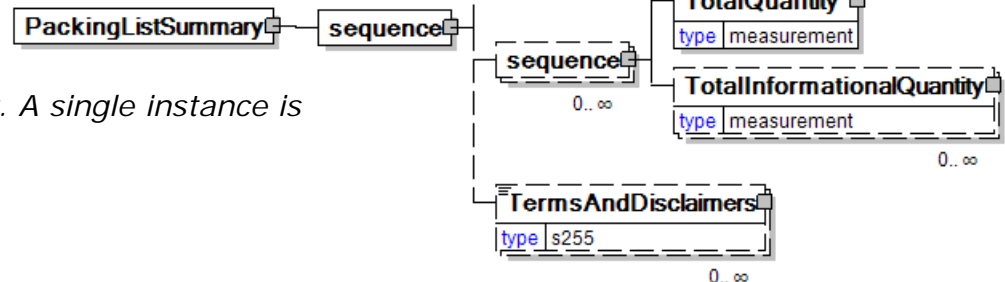 TotalQuantity
type measurement
PackingListSummary
sequence
sequence
0.. ∞
TotalInformationalQuantity
type measurement
0.. ∞
. A single instance is
TermsAndDisclaimers
type s255
0.. ∞